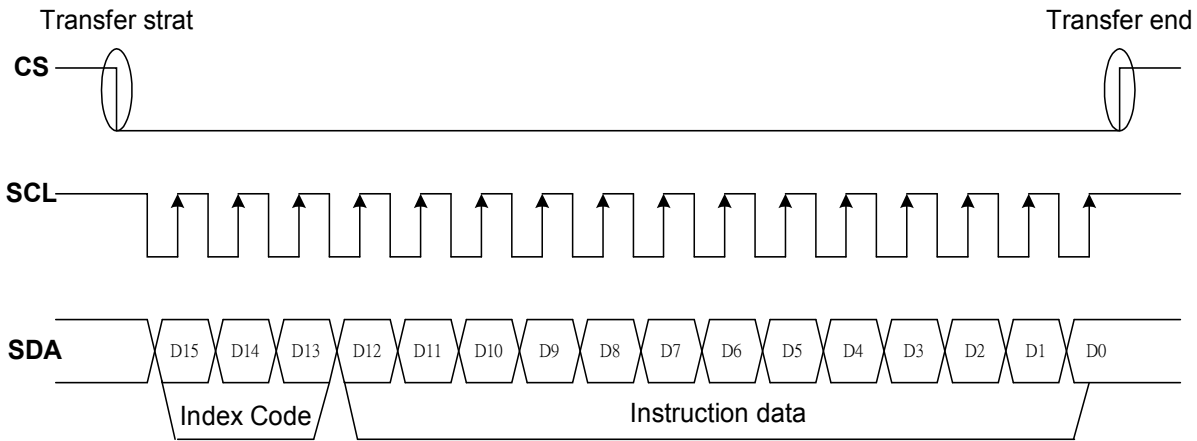 Transfer strat Transfer end
CS
SCL
SDA D15 D14 D13 D12 D11 D10 D9 D8 D7 D6 D5 D4 D3 D2 D1 D0
Index Code Instruction data